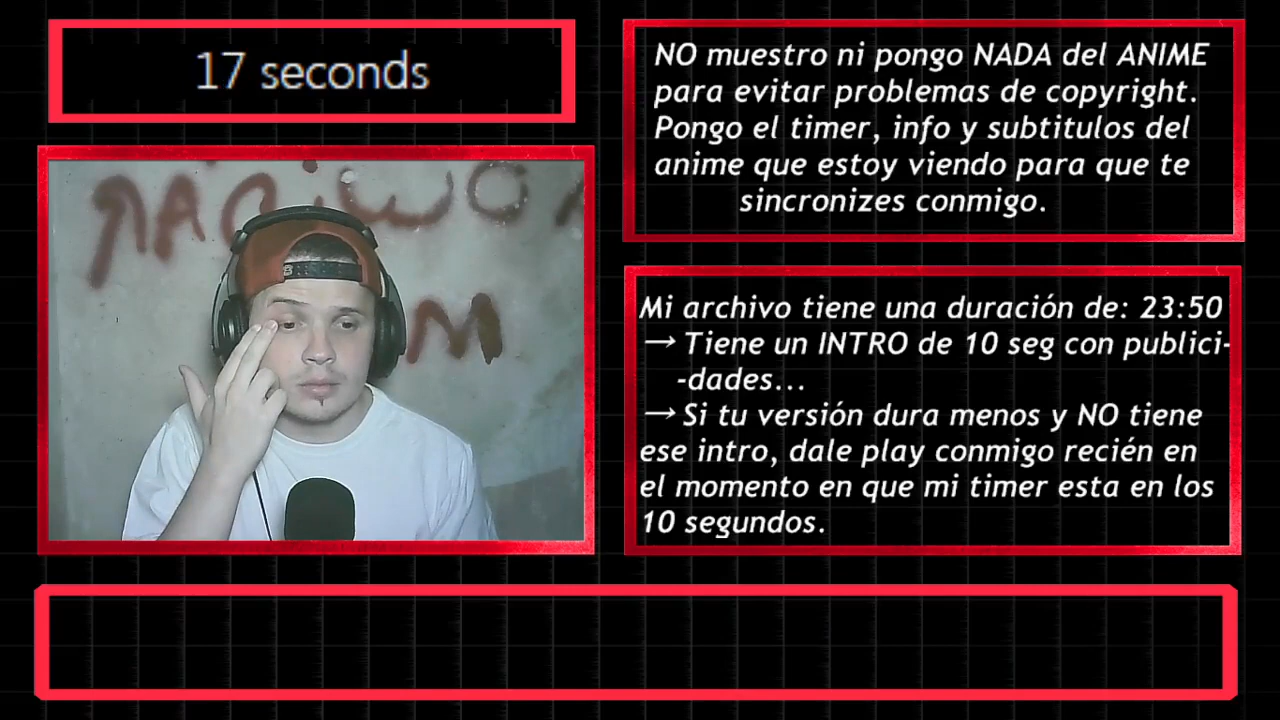 17 seconds
NO muestro ni pongo NADA del ANIME
para evitar problemas de copyright.
Pongo el timer, info y subtitulos del
anime que estoy viendo para que te
sincronizes conmigo.
Mi archivo tiene una duración de: 23:50
→ Tiene un INTRO de 10 seg con publici-
-dades...
→ Si tu versión dura menos y NO tiene
ese intro, dale play conmigo recién en
el momento en que mi timer esta en los
10 segundos.